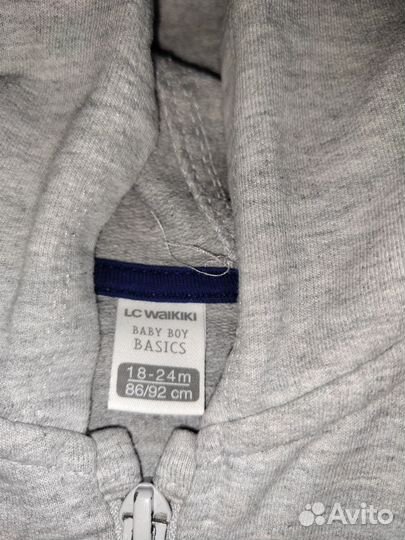 LC WAIKIKI
BABY BOY
BASICS
18-24m
86/92 cm
Avito